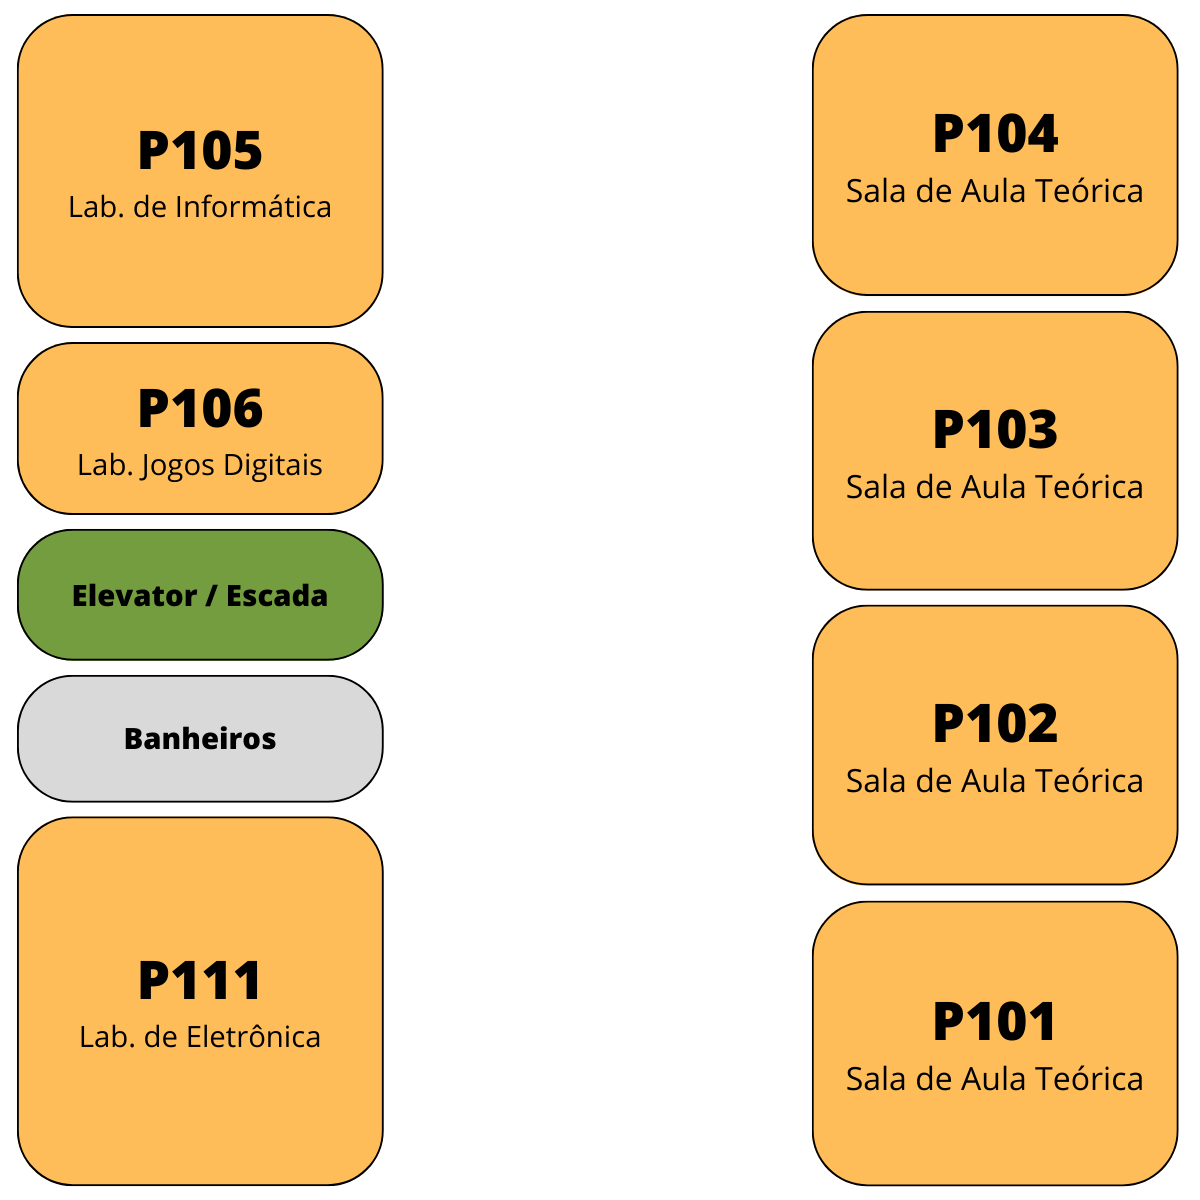 P105
Lab. de Informática
P106
Lab. Jogos Digitais
Elevator / Escada
Banheiros
P111
Lab. de Eletrônica
P104
Sala de Aula Teórica
P103
Sala de Aula Teórica
P102
Sala de Aula Teórica
P101
Sala de Aula Teórica